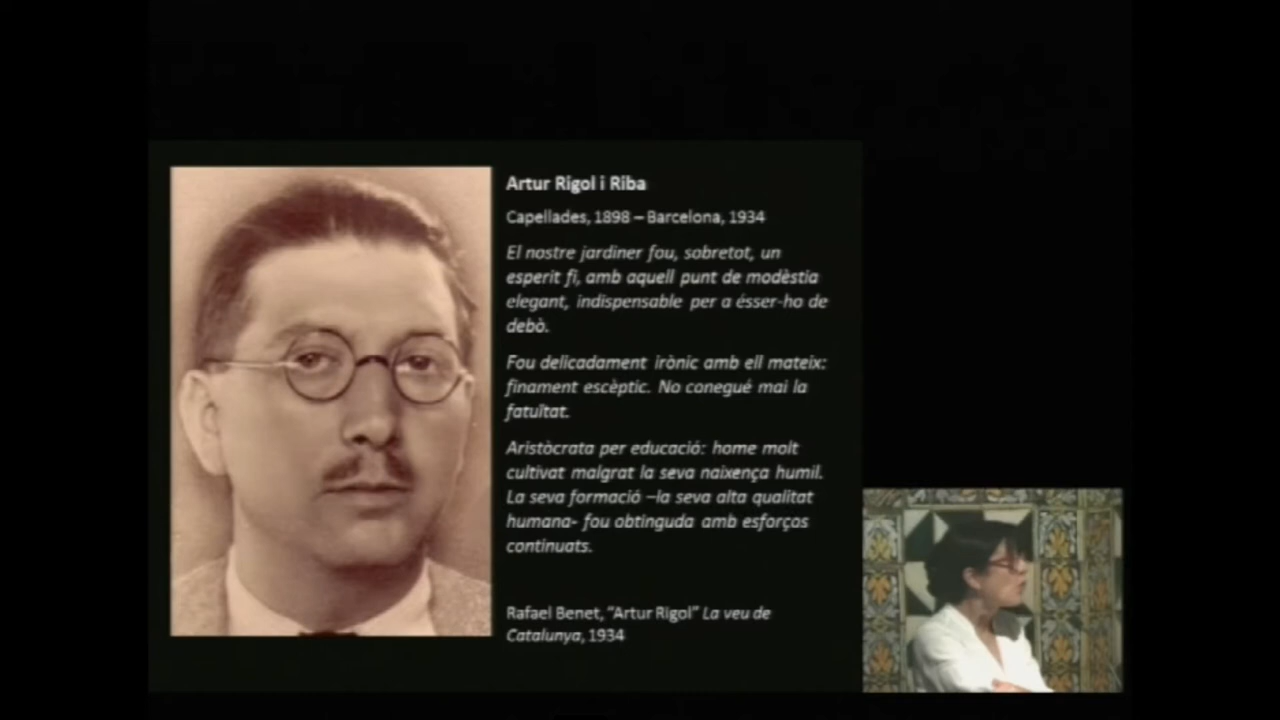 Artur Rigol i Riba
Capellades, 1898 – Barcelona, 1934
El nostre jardiner fou, sobretot, un
esperit fi, amb aquell punt de modèstia
elegant, indispensable per a ésser-ho de
debò.
Fou delicadament irònic amb ell mateix:
finament escèptic. No conegué mai la
fatuïtat.
Aristòcrata per educació: home molt
cultivat malgrat la seva naixença humil.
La seva formació –la seva alta qualitat
humana- fou obtinguda amb esforços
continuats.
Rafael Benet, “Artur Rigol” La veu de
Catalunya, 1934